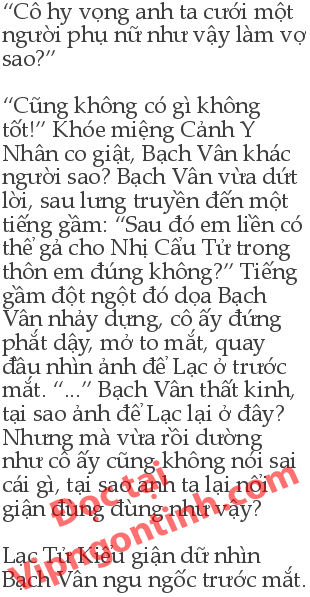 “Cô hy vọng anh ta cưới một
người phụ nữ như vậy làm vợ
sao?”
“Cũng không có gì không
tốt!” Khóe miệng Cảnh Y
Nhân co giật, Bạch Vân khác
người sao? Bạch Vân vừa dứt
lời, sau lưng truyền đến một
tiếng gầm: “Sau đó em liền có
thể gả cho Nhị Cẩu Tử trong
thôn em đúng không?” Tiếng
gầm đột ngột đó dọa Bạch
Vân nhảy dựng, cô ấy đứng
phắt dậy, mở to mắt, quay
đầu nhìn ảnh để Lạc ở trước
mắt. “...” Bạch Vân thất kinh,
tại sao ảnh để Lạc lại ở đây?
Nhưng mà vừa rồi dường
như cô ấy cũng không nói sai
cái gì, tại sao anh ta lại nổi
giận đùng đùng như vậy?
Lạc Tử Kiều giận dữ nhìn
Bạch Vân ngu ngốc trước mắt.
Đọc tại
Vipngontinh.com